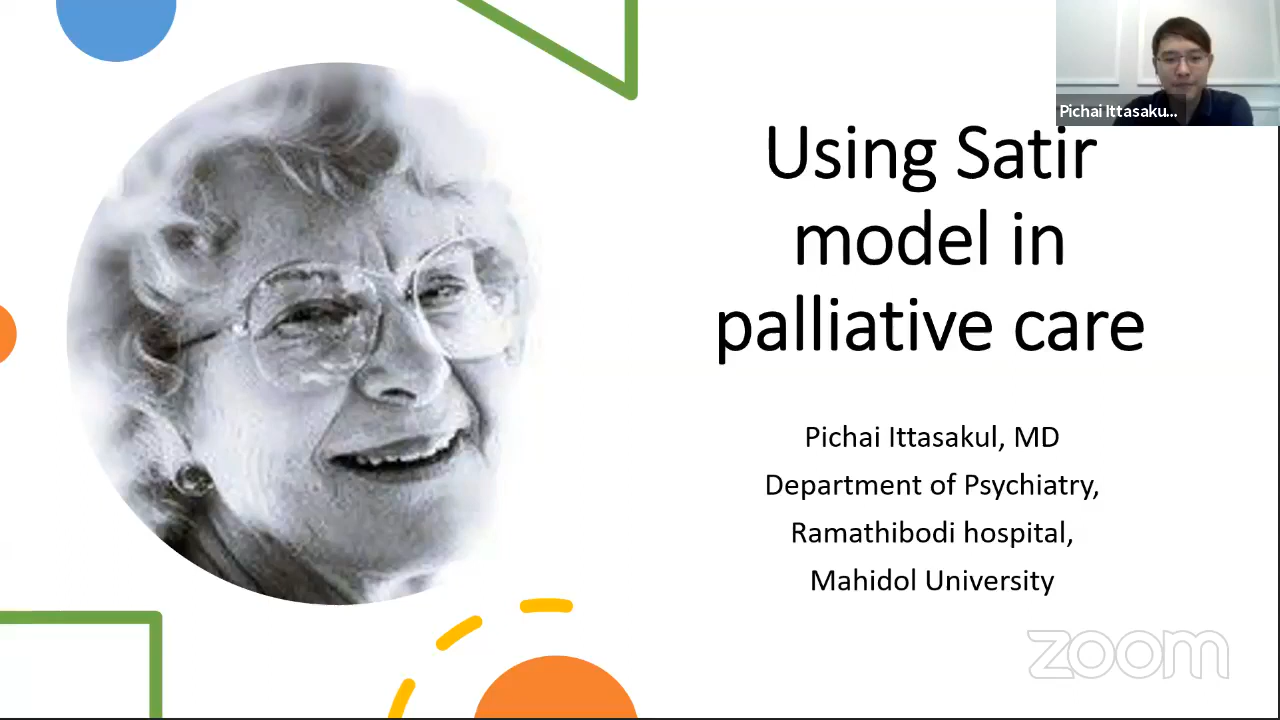 Pichai Ittasaku...
Using Satir
model in
palliative care
Pichai Ittasakul, MD
Department of Psychiatry,
Ramathibodi hospital,
Mahidol University
zoom